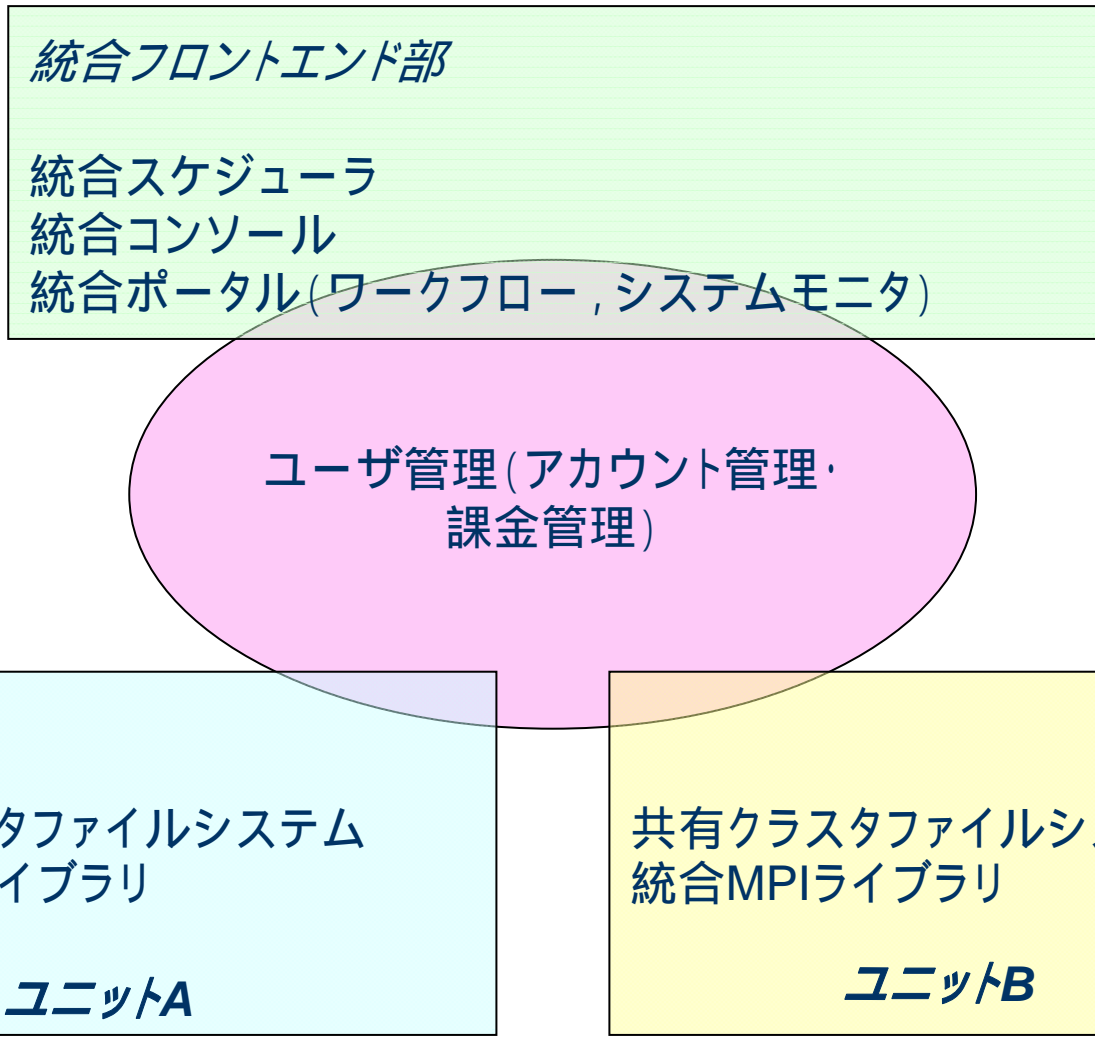 統合フロントエンド部
統合スケジューラ
統合コンソール
統合ポータル(ワークフロー,システムモニタ)
ユーザ管理(アカウント管理・
課金管理)
タファイルシステム
イブラリ
ユニットA
共有クラスタファイルシ
統合MPIライブラリ
ユニットB